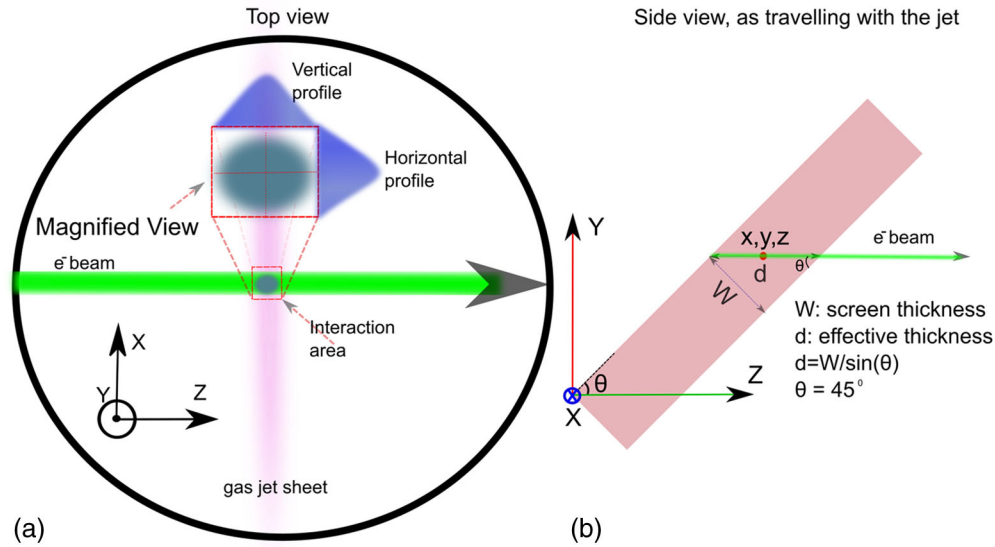 Top view
Vertical
profile
Horizontal
profile
Magnified View
e⁻ beam
Interaction
area
X
Y
Z
gas jet sheet
(a)
Side view, as travelling with the jet
Y
x,y,z
e⁻ beam
d
θ
W
W: screen thickness
d: effective thickness
d=W/sin(θ)
θ = 45⁰
θ
Z
X
(b)